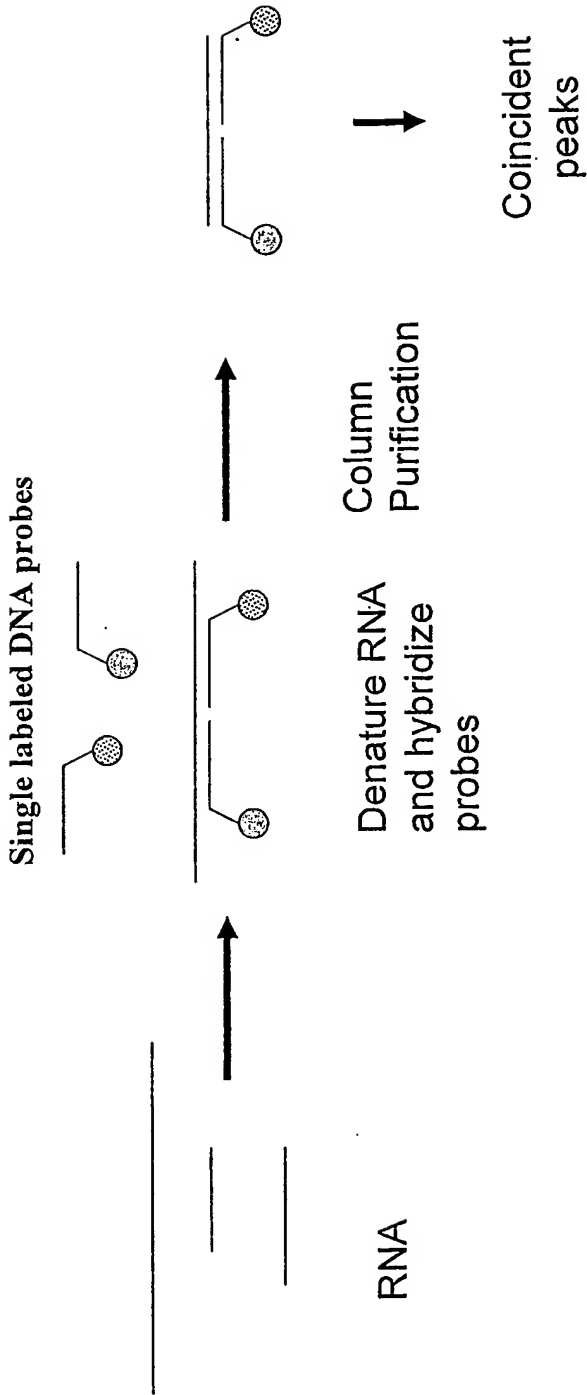 Single labeled DNA probes
RNA
Denature RNA
and hybridize
probes
Column
Purification
Coincident
peaks